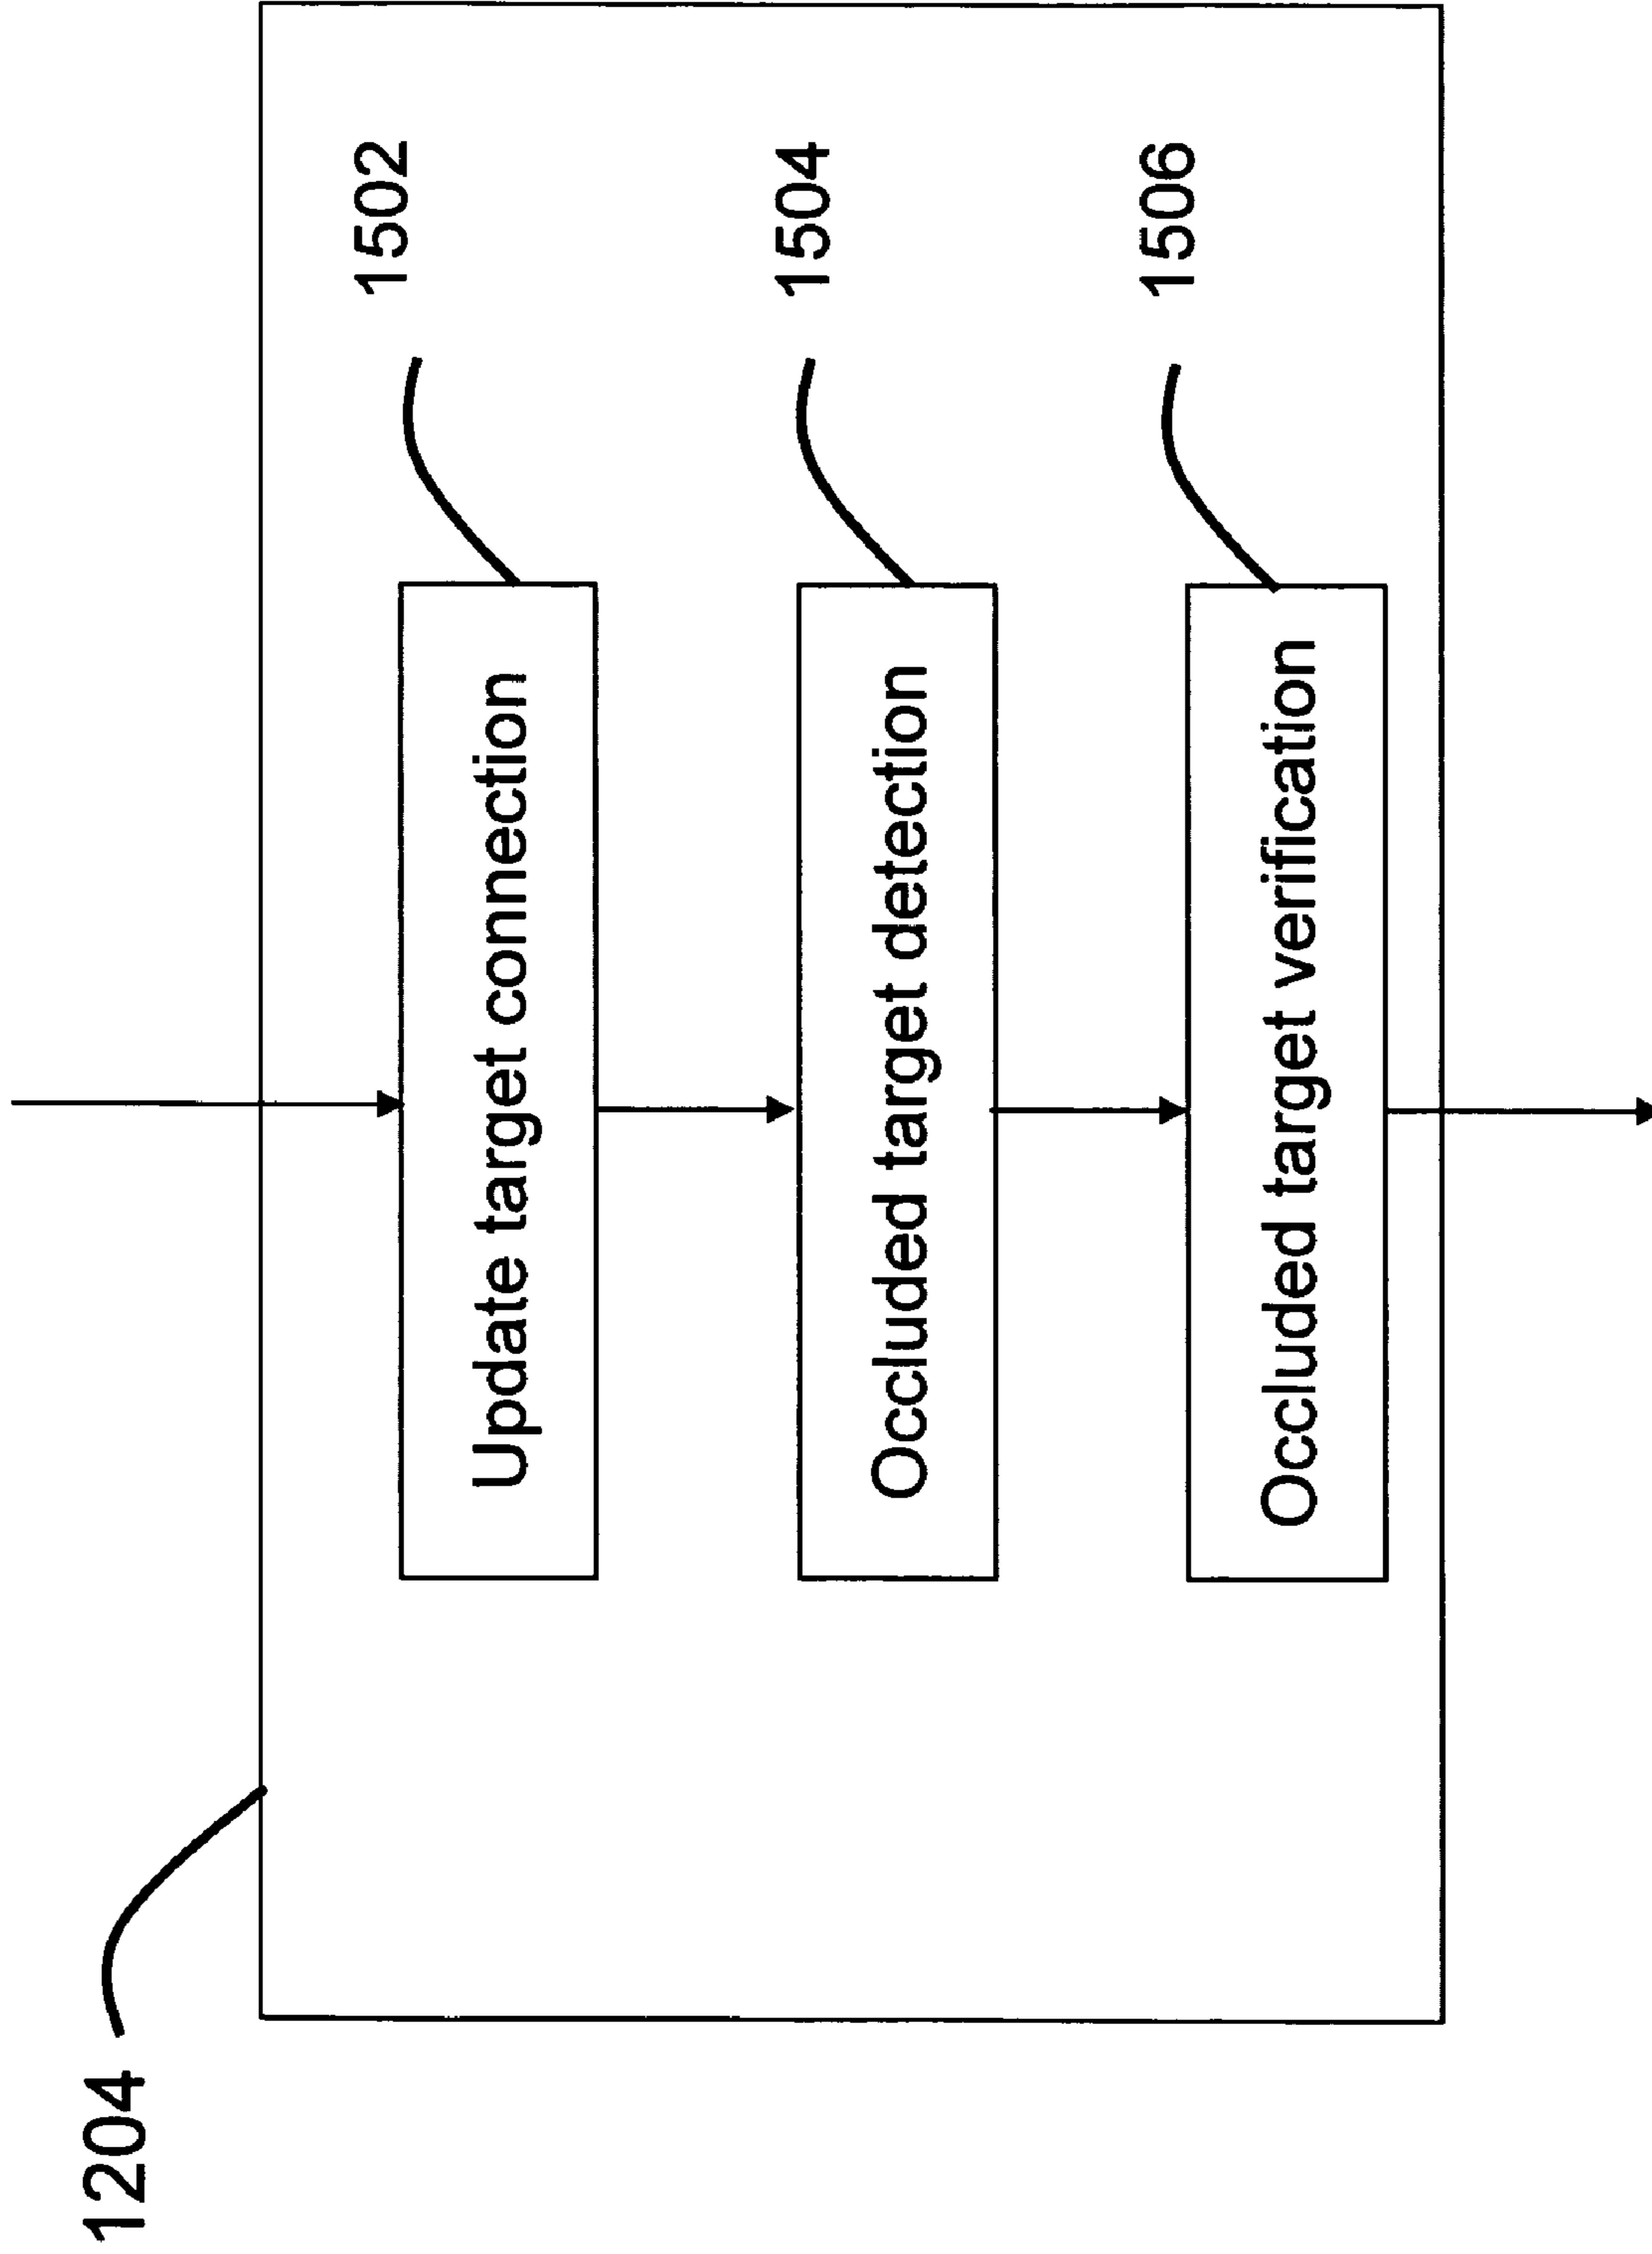 1204
1502
Update target connection
1504
Occluded target detection
1506
Occluded target verification